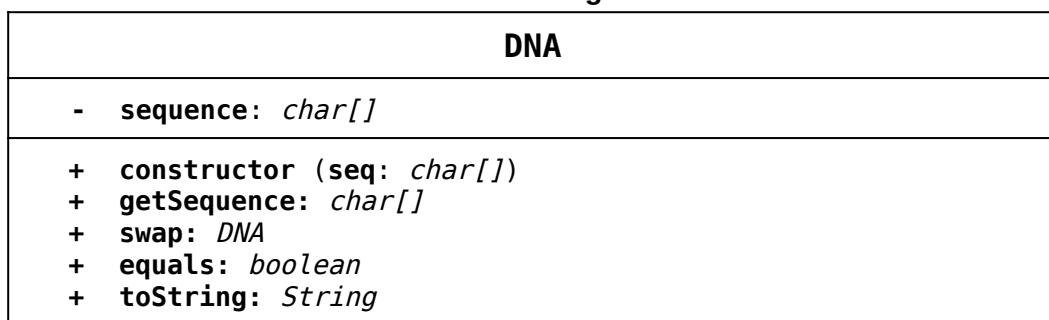 DNA
- sequence: char[]
+ constructor (seq: char[])
+ getSequence: char[]
+ swap: DNA
+ equals: boolean
+ toString: String